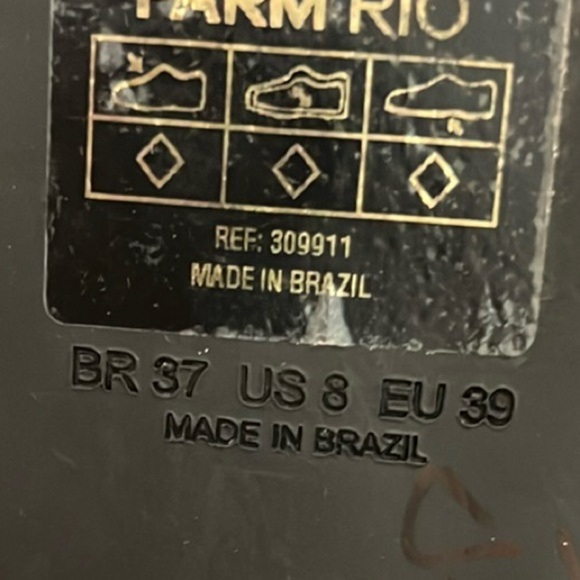 FARM RIO
REF: 309911
MADE IN BRAZIL
BR 37 US 8 EU 39
MADE IN BRAZIL